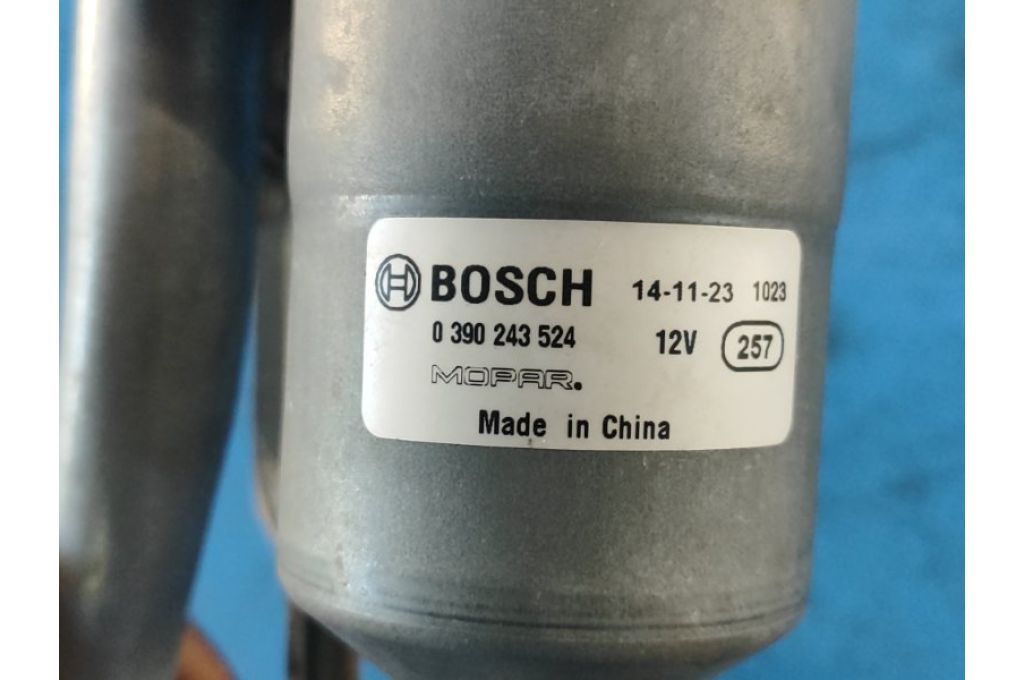 BOSCH 14-11-23 1023
0 390 243 524 12V 257
MOPAR.
Made in China